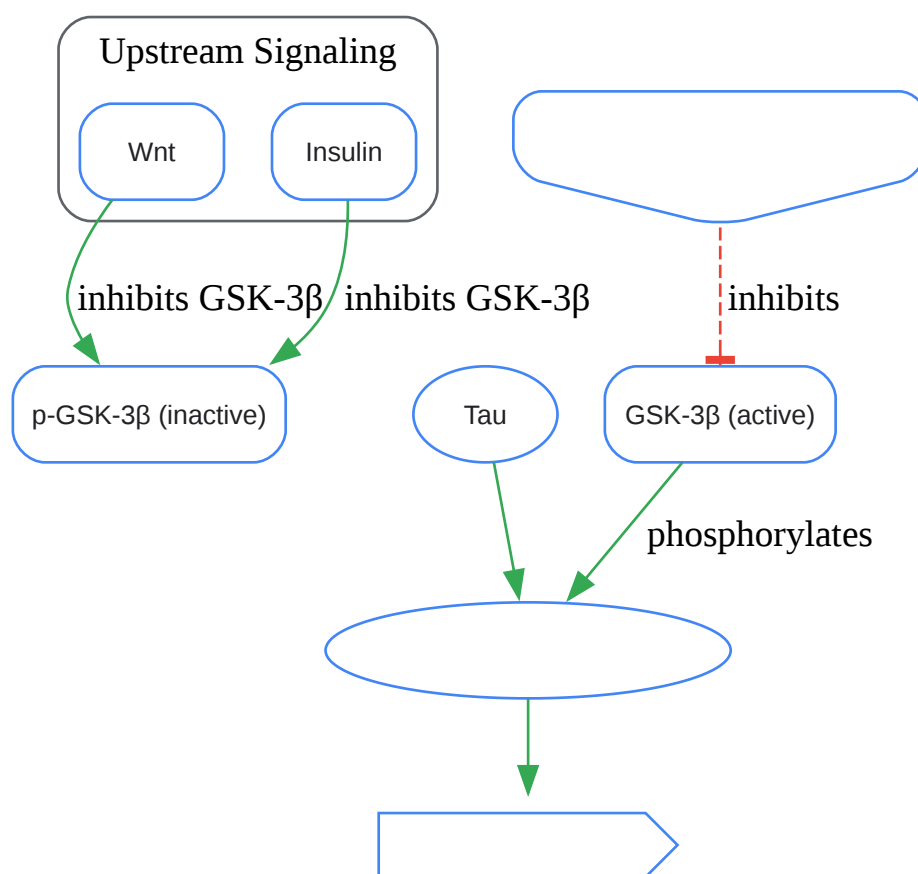 Upstream Signaling
Wnt
Insulin
inhibits GSK-3β
inhibits GSK-3β
inhibits
p-GSK-3β (inactive)
Tau
GSK-3β (active)
phosphorylates